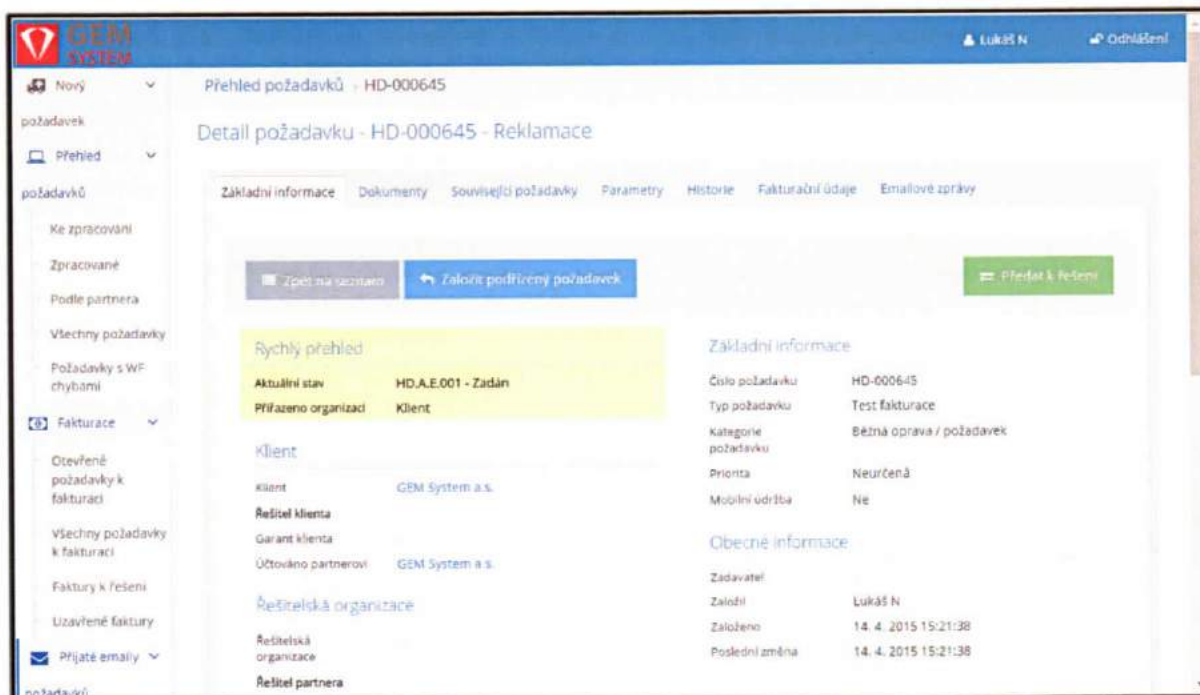 GEM
SYSTEM
Lukáš N
Odhlášení
Nový
požadavek
Přehled
požadavků
Ke zpracování
Zpracované
Podle partnera
Všechny požadavky
Požadavky s WF
chybami
Fakturace
Otevřené
požadavky k
fakturaci
Všechny požadavky
k fakturaci
Faktury k řešení
Uzavřené faktury
Přijaté emaily
požadavků
Přehled požadavků - HD-000645
Detail požadavku - HD-000645 - Reklamace
Základní informace Dokumenty Související požadavky Parametry Historie Fakturační údaje Emailové zprávy
Zpět na seznam Založit podřízený požadavek Předat k řešení
Rychlý přehled
Aktuální stav HD.A.E.001 - Zadán
Přiřazeno organizaci Klient
Klient
Klient GEM System a.s.
Řešitel klienta
Garant klienta
Účtováno partnerovi GEM System a.s.
Řešitelská organizace
Řešitelská
organizace
Řešitel partnera
Základní informace
Číslo požadavku HD-000645
Typ požadavku Test fakturace
Kategorie
požadavku Běžná oprava / požadavek
Priorita Neurčená
Mobilní údržba Ne
Obecné informace
Zadavatel
Založil Lukáš N
Založeno 14. 4. 2015 15:21:38
Poslední změna 14. 4. 2015 15:21:38